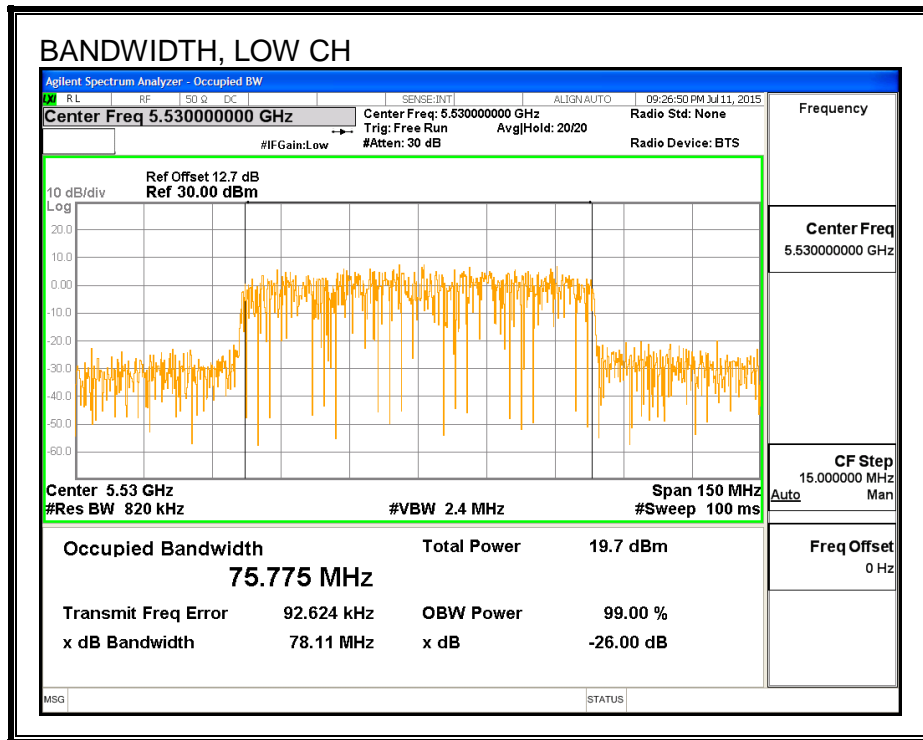 BANDWIDTH, LOW CH
Agilent Spectrum Analyzer - Occupied BW
LXI RL RF 50 Ω DC SENSE:INT ALIGN AUTO 09:26:50 PM Jul 11, 2015
Center Freq 5.530000000 GHz
Center Freq: 5.530000000 GHz Radio Std: None
Trig: Free Run Avg|Hold: 20/20
#IFGain:Low #Atten: 30 dB Radio Device: BTS
Frequency
Ref Offset 12.7 dB
10 dB/div Ref 30.00 dBm
Log
20.0
10.0
0.00
-10.0
-20.0
-30.0
-40.0
-50.0
-60.0
Center 5.53 GHz Span 150 MHz
#Res BW 820 kHz #VBW 2.4 MHz #Sweep 100 ms
Center Freq
5.530000000 GHz
CF Step
15.000000 MHz
Auto Man
Freq Offset
0 Hz
Occupied Bandwidth Total Power 19.7 dBm
75.775 MHz
Transmit Freq Error 92.624 kHz OBW Power 99.00 %
x dB Bandwidth 78.11 MHz x dB -26.00 dB
MSG STATUS